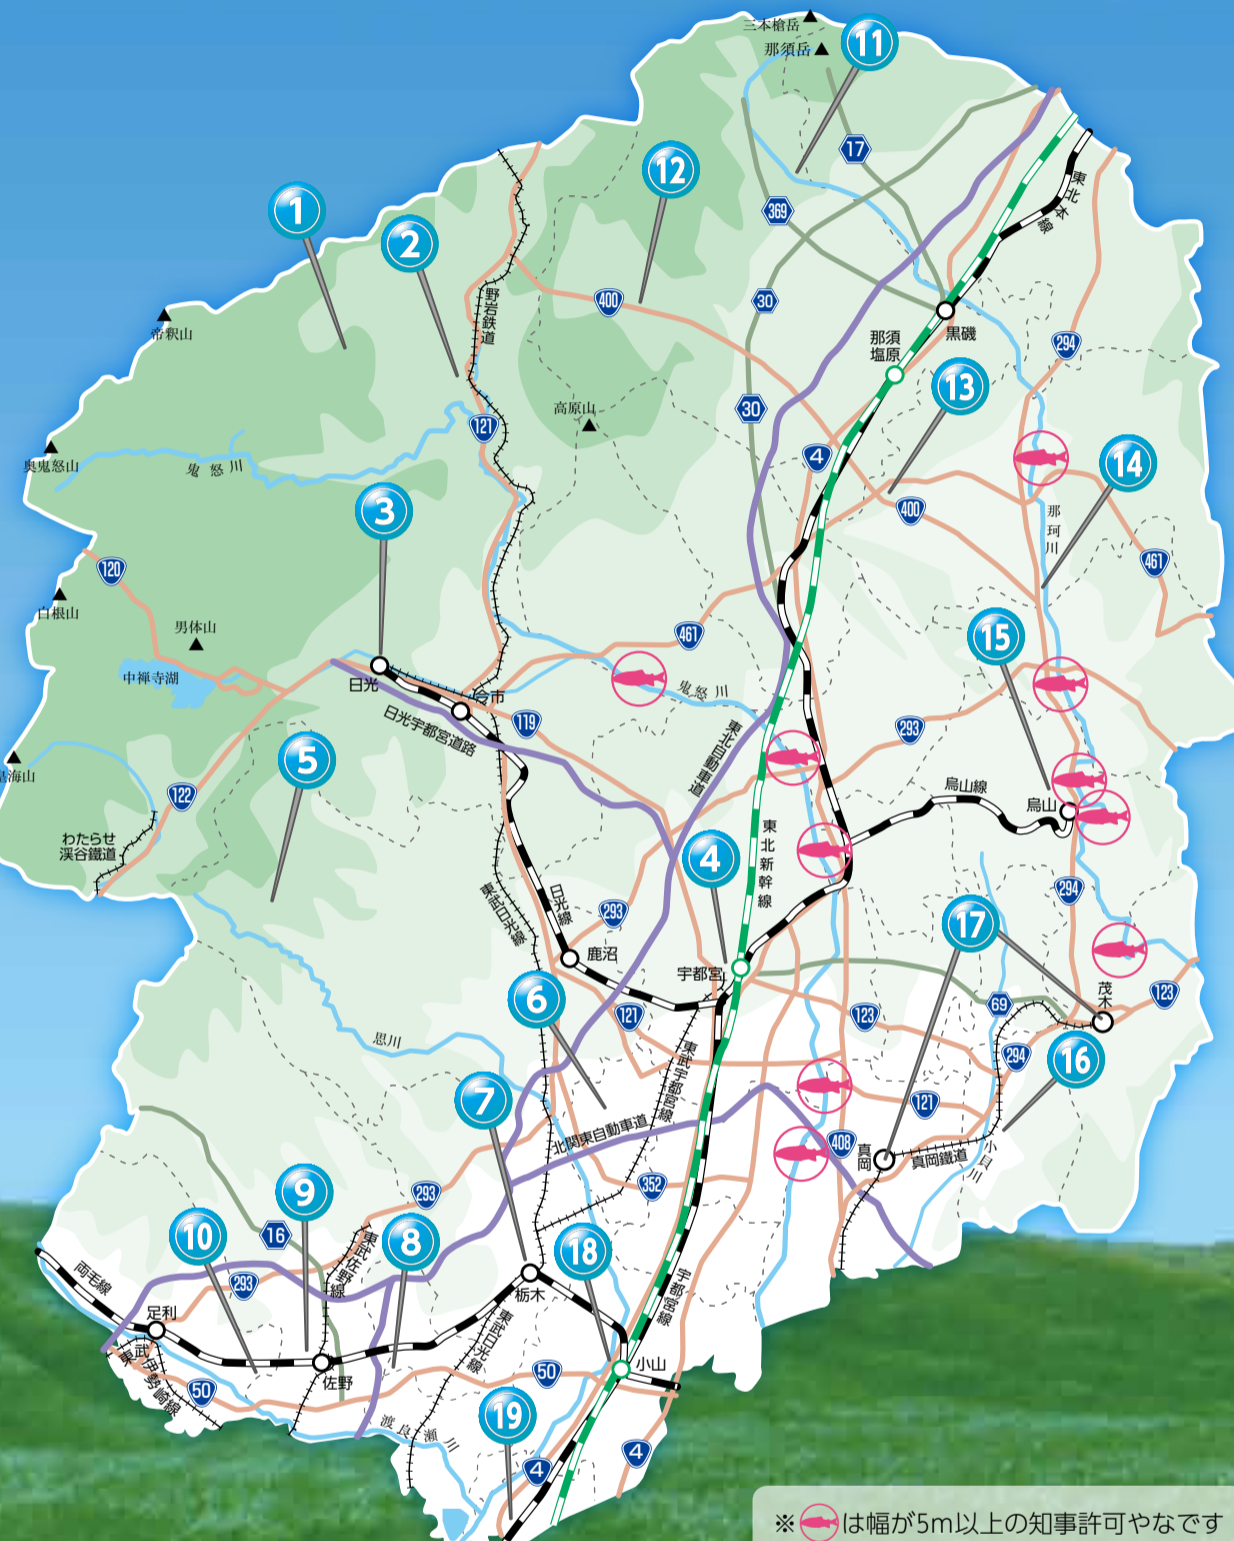 三本槍岳
那須岳
11
17
12
東北本線
1
369
2
400
30
野岩鉄道
帝釈山
黒磯
294
那須
塩原
13
高原山
30
121
4
奥鬼怒山
鬼怒川
14
3
400
那珂川
461
120
白根山
男体山
461
15
中禅寺湖
日光
今市
鬼怒川
日光宇都宮道路
119
293
東北自動車道
5
122
烏山線
烏山
わたらせ
渓谷鐵道
東北新幹線
4
294
日光線
東武日光線
293
17
鹿沼
宇都宮
6
茂木
123
69
121
123
思川
東武宇都宮線
294
16
7
121
北関東自動車道
408
真岡
真岡鐵道
小貝川
352
293
9
10
16
8
東武佐野線
18
両毛線
293
栃木
宇都宮線
足利
東武日光線
東武伊勢崎線
小山
佐野
50
50
19
渡良瀬川
4
4
※は幅が5m以上の知事許可やなです